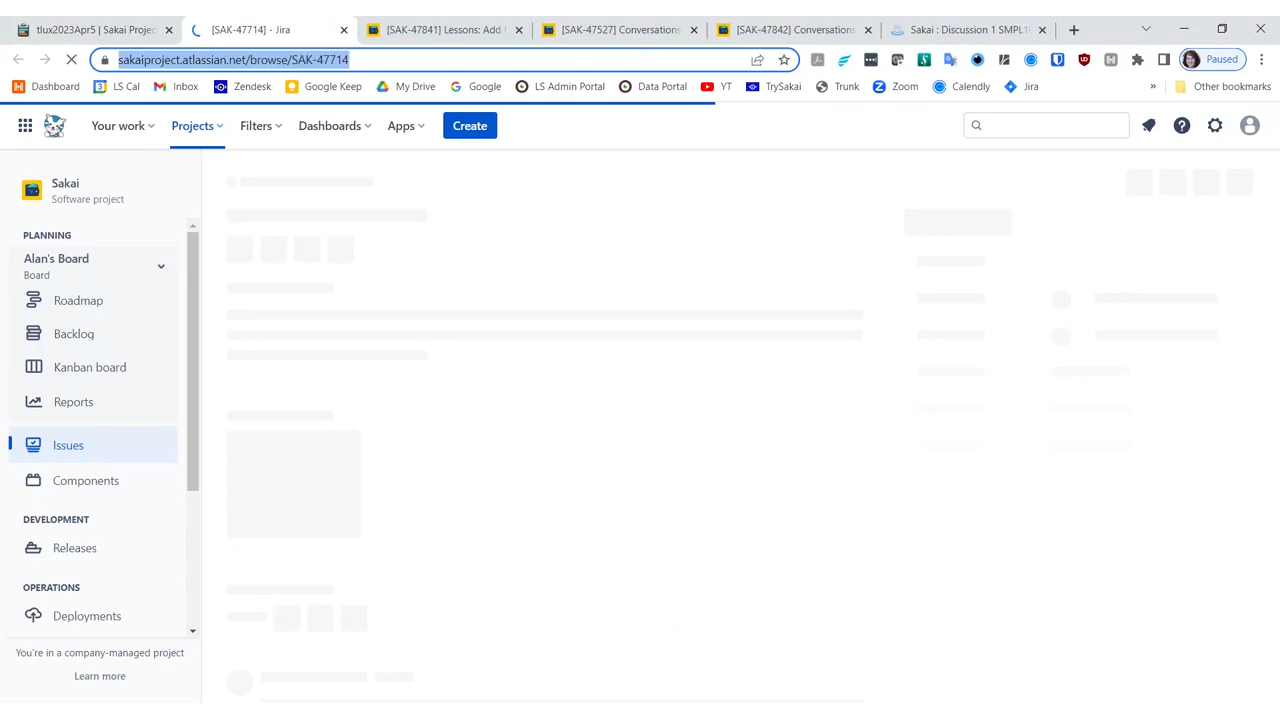 tlux2023Apr5 | Sakai Projec
[SAK-47714] - Jira
[SAK-47841] Lessons: Add t
[SAK-47527] Conversations
[SAK-47842] Conversations
Sakai : Discussion 1 SMPL10
sakaiproject.atlassian.net/browse/SAK-47714
Paused
Dashboard
LS Cal
Inbox
Zendesk
Google Keep
My Drive
Google
LS Admin Portal
Data Portal
YT
TrySakai
Trunk
Zoom
Calendly
Jira
»
Other bookmarks
Your work
Projects
Filters
Dashboards
Apps
Create
Sakai
Software project
PLANNING
Alan's Board
Board
Roadmap
Backlog
Kanban board
Reports
Issues
Components
DEVELOPMENT
Releases
OPERATIONS
Deployments
You're in a company-managed project
Learn more